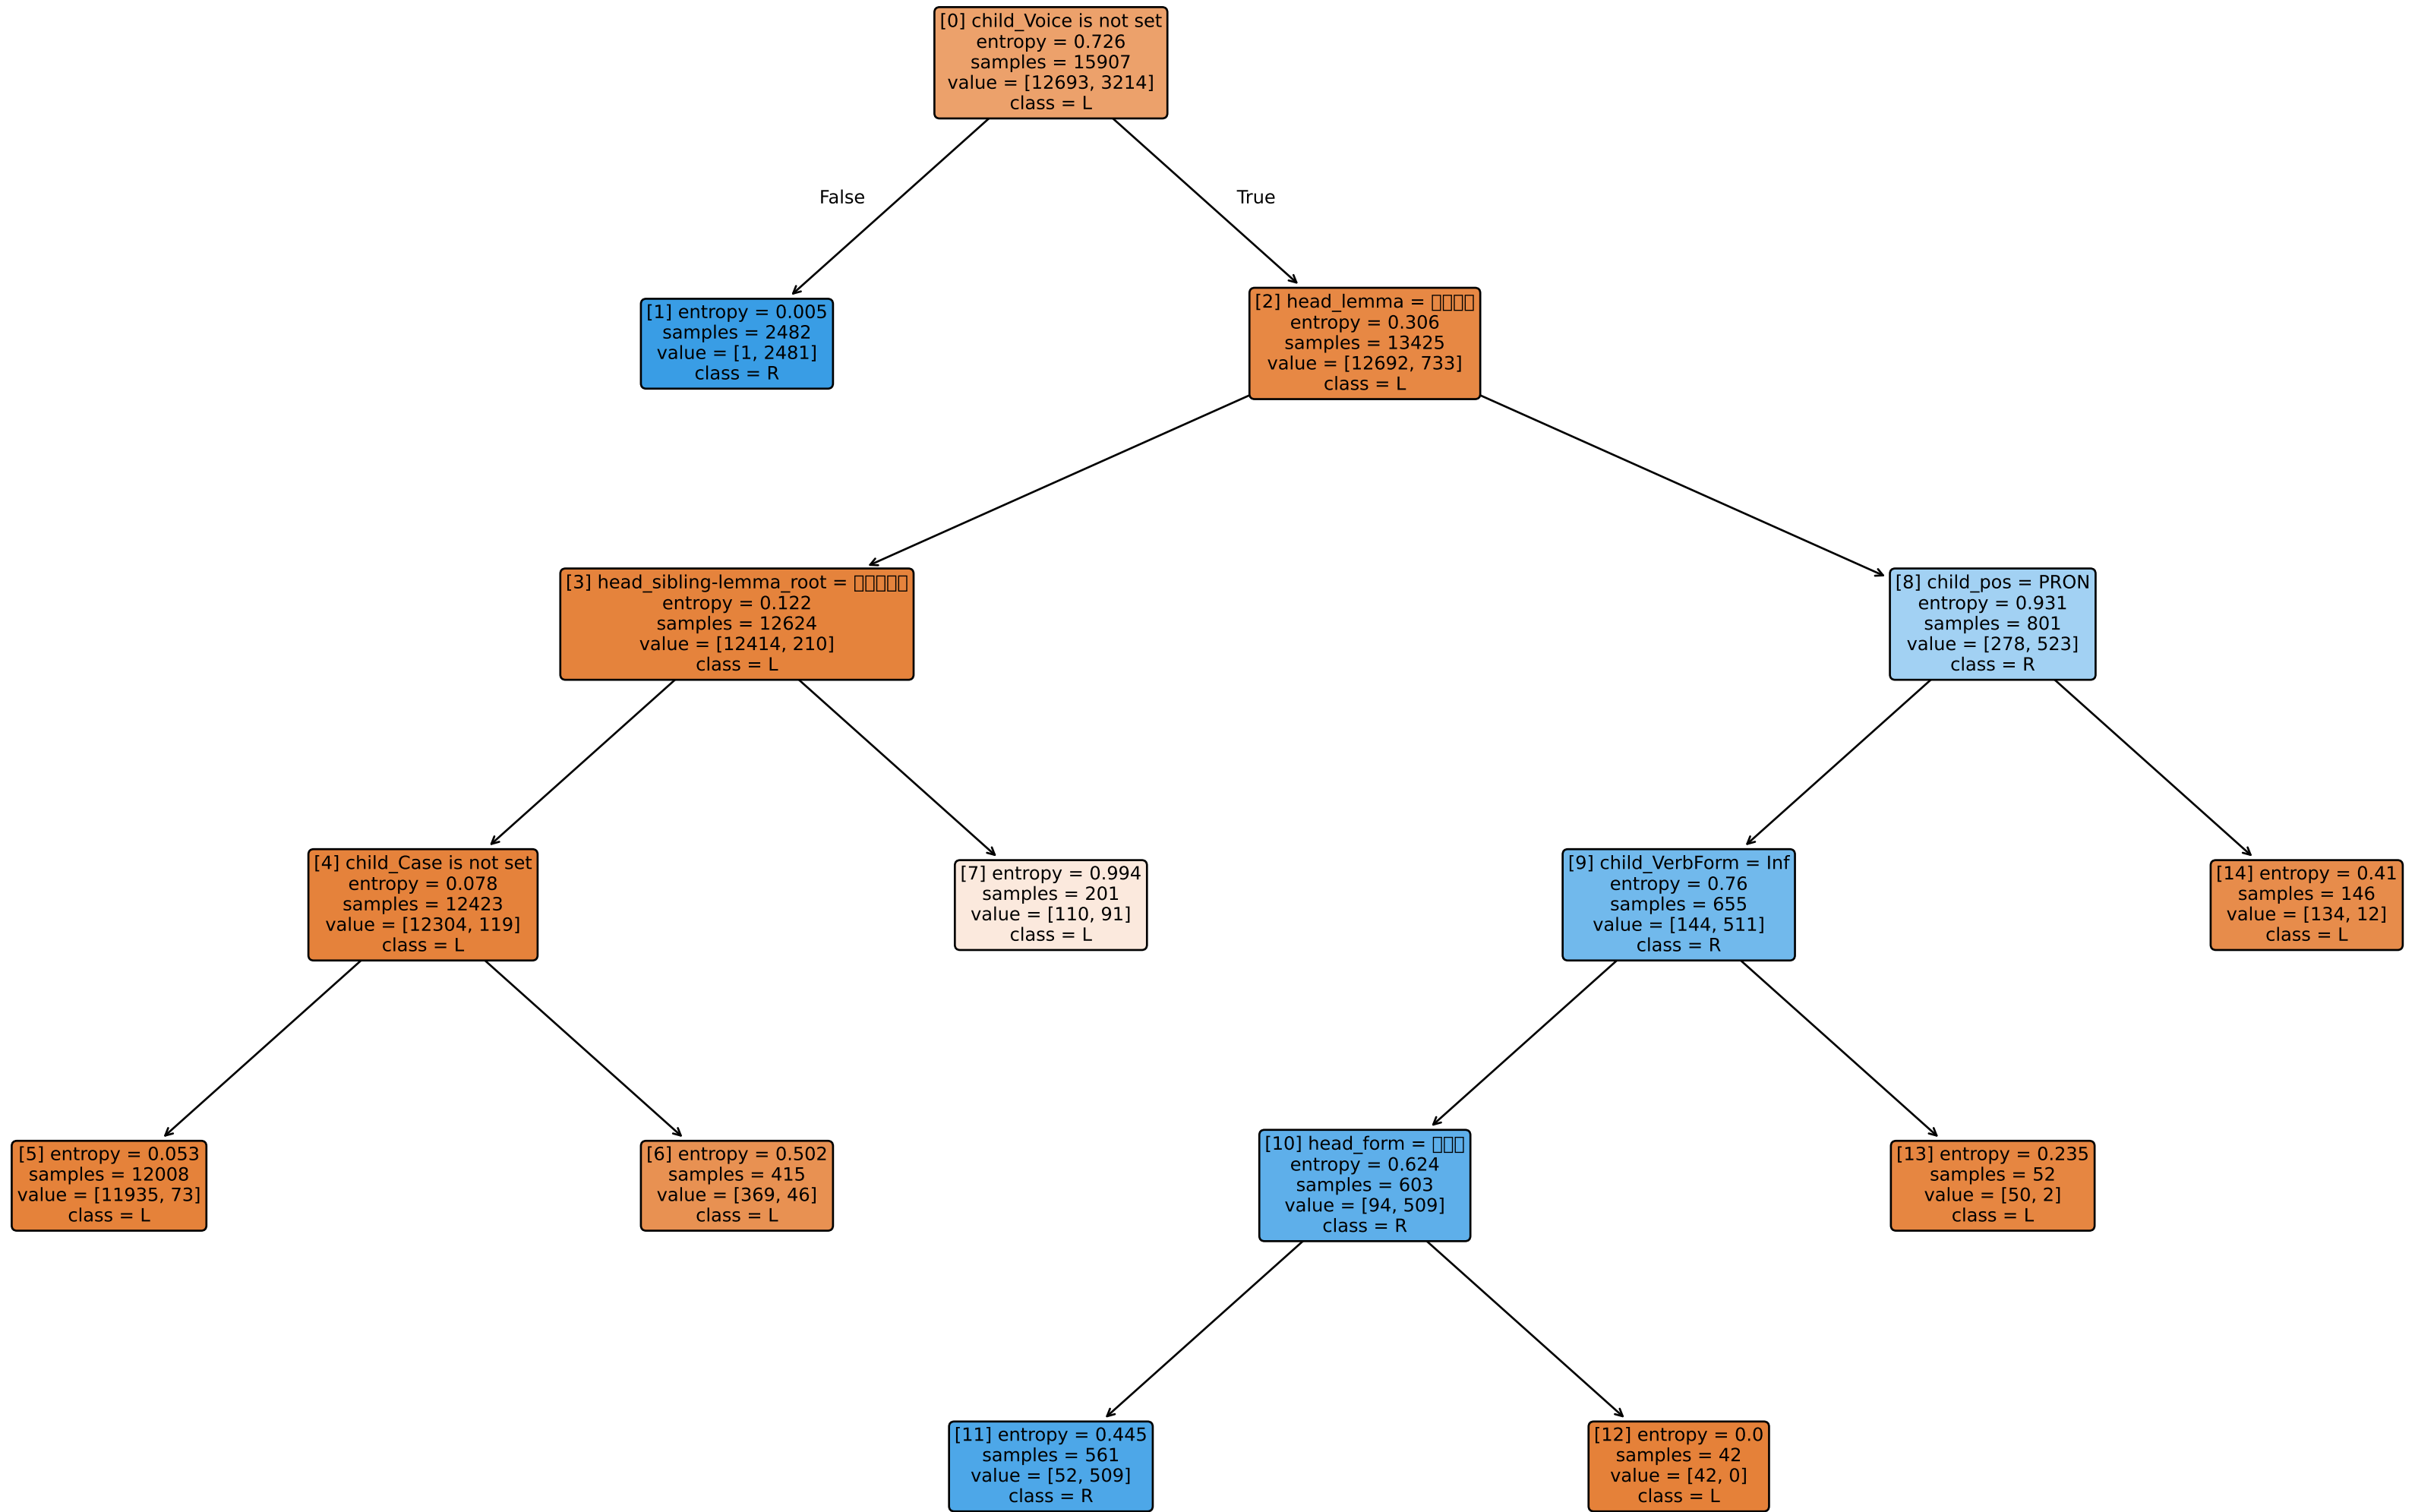 [0] child_Voice is not set
entropy = 0.726
samples = 15907
value = [12693, 3214]
class = L
False
True
[1] entropy = 0.005
samples = 2482
value = [1, 2481]
class = R
[2] head_lemma = 
entropy = 0.306
samples = 13425
value = [12692, 733]
class = L
[3] head_sibling-lemma_root = 
entropy = 0.122
samples = 12624
value = [12414, 210]
class = L
[8] child_pos = PRON
entropy = 0.931
samples = 801
value = [278, 523]
class = R
[4] child_Case is not set
entropy = 0.078
samples = 12423
value = [12304, 119]
class = L
[7] entropy = 0.994
samples = 201
value = [110, 91]
class = L
[9] child_VerbForm = Inf
entropy = 0.76
samples = 655
value = [144, 511]
class = R
[14] entropy = 0.41
samples = 146
value = [134, 12]
class = L
[5] entropy = 0.053
samples = 12008
value = [11935, 73]
class = L
[6] entropy = 0.502
samples = 415
value = [369, 46]
class = L
[10] head_form = 
entropy = 0.624
samples = 603
value = [94, 509]
class = R
[13] entropy = 0.235
samples = 52
value = [50, 2]
class = L
[11] entropy = 0.445
samples = 561
value = [52, 509]
class = R
[12] entropy = 0.0
samples = 42
value = [42, 0]
class = L